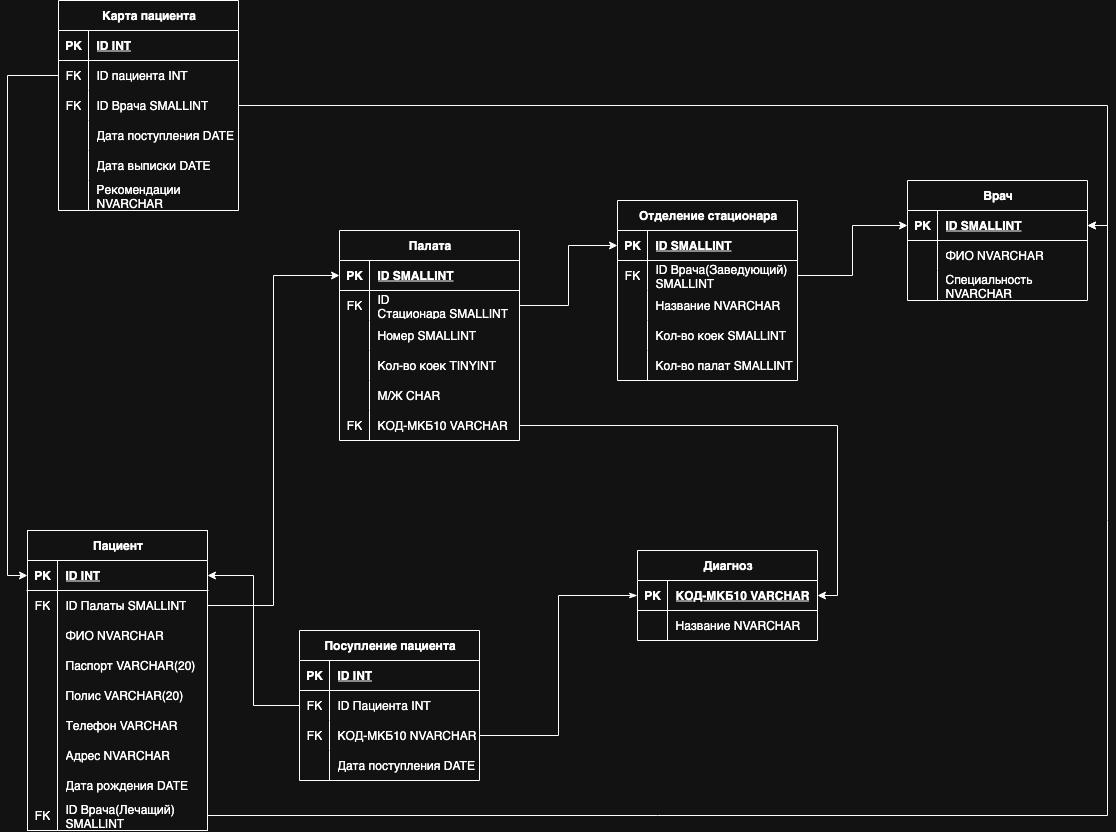 Карта пациента
PK ID INT
FK ID пациента INT
FK ID Врача SMALLINT
Дата поступления DATE
Дата выписки DATE
Рекомендации
NVARCHAR
Палата
PK ID SMALLINT
FK ID
Стационара SMALLINT
Номер SMALLINT
Кол-во коек TINYINT
М/Ж CHAR
FK КОД-МКБ10 VARCHAR
Отделение стационара
PK ID SMALLINT
FK ID Врача(Заведующий)
SMALLINT
Название NVARCHAR
Кол-во коек SMALLINT
Кол-во палат SMALLINT
Врач
PK ID SMALLINT
ФИО NVARCHAR
Специальность
NVARCHAR
Пациент
PK ID INT
FK ID Палаты SMALLINT
ФИО NVARCHAR
Паспорт VARCHAR(20)
Полис VARCHAR(20)
Телефон VARCHAR
Адрес NVARCHAR
Дата рождения DATE
FK ID Врача(Лечащий)
SMALLINT
Посупление пациента
PK ID INT
FK ID Пациента INT
FK КОД-МКБ10 NVARCHAR
Дата поступления DATE
Диагноз
PK КОД-МКБ10 VARCHAR
Название NVARCHAR